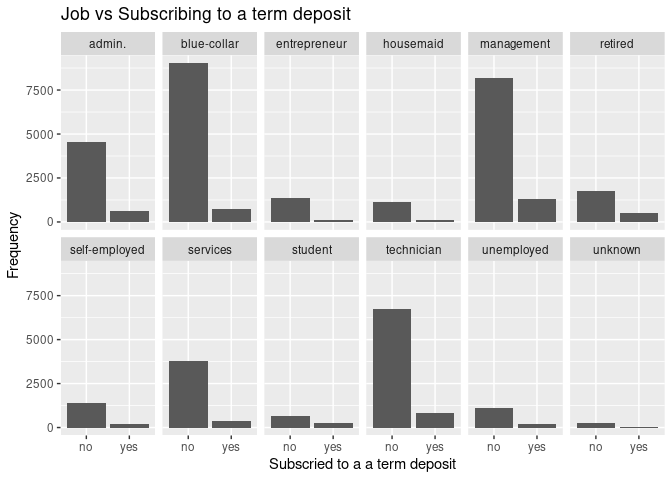 Job vs Subscribing to a term deposit
admin. blue-collar entrepreneur housemaid management retired
7500
5000
2500
0
Frequency
self-employed services student technician unemployed unknown
7500
5000
2500
0
no yes no yes no yes no yes no yes no yes
Subscried to a a term deposit